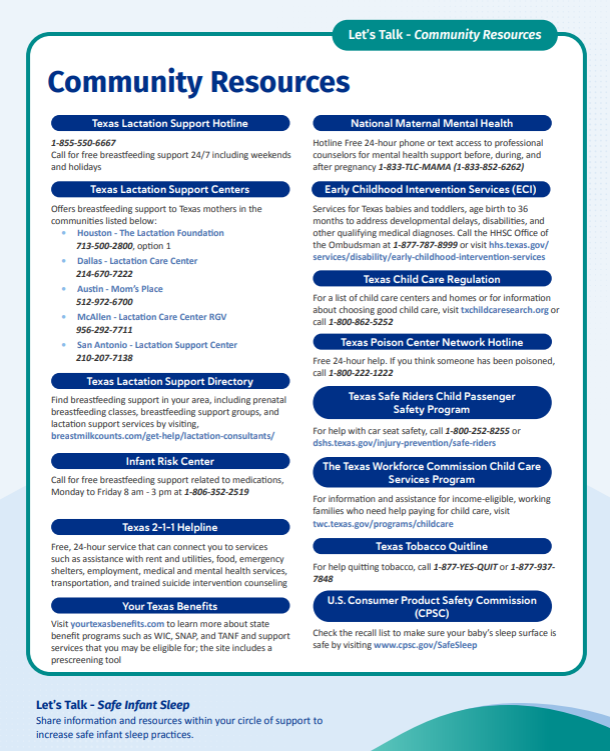 Let's Talk - Community Resources
Community Resources
Texas Lactation Support Hotline
1-855-550-6667
Call for free breastfeeding support 24/7 including weekends
and holidays
Texas Lactation Support Centers
Offers breastfeeding support to Texas mothers in the
communities listed below:
• Houston - The Lactation Foundation
713-500-2800, option 1
• Dallas - Lactation Care Center
214-670-7222
• Austin - Mom's Place
512-972-6700
• McAllen - Lactation Care Center RGV
956-292-7711
• San Antonio - Lactation Support Center
210-207-7138
Texas Lactation Support Directory
Find breastfeeding support in your area, including prenatal
breastfeeding classes, breastfeeding support groups, and
lactation support services by visiting,
breastmilkcounts.com/get-help/lactation-consultants/
Infant Risk Center
Call for free breastfeeding support related to medications,
Monday to Friday 8 am - 3 pm at 1-806-352-2519
Texas 2-1-1 Helpline
Free, 24-hour service that can connect you to services
such as assistance with rent and utilities, food, emergency
shelters, employment, medical and mental health services,
transportation, and trained suicide intervention counseling
Your Texas Benefits
Visit yourtexasbenefits.com to learn more about state
benefit programs such as WIC, SNAP, and TANF and support
services that you may be eligible for; the site includes a
prescreening tool
National Maternal Mental Health
Hotline Free 24-hour phone or text access to professional
counselors for mental health support before, during, and
after pregnancy 1-833-TLC-MAMA (1-833-852-6262)
Early Childhood Intervention Services (ECI)
Services for Texas babies and toddlers, age birth to 36
months to address developmental delays, disabilities, and
other qualifying medical diagnoses. Call the HHSC Office of
the Ombudsman at 1-877-787-8999 or visit hhs.texas.gov/
services/disability/early-childhood-intervention-services
Texas Child Care Regulation
For a list of child care centers and homes or for information
about choosing good child care, visit txchildcaresearch.org or
call 1-800-862-5252
Texas Poison Center Network Hotline
Free 24-hour help. If you think someone has been poisoned,
call 1-800-222-1222
Texas Safe Riders Child Passenger
Safety Program
For help with car seat safety, call 1-800-252-8255 or
dshs.texas.gov/injury-prevention/safe-riders
The Texas Workforce Commission Child Care
Services Program
For information and assistance for income-eligible, working
families who need help paying for child care, visit
twc.texas.gov/programs/childcare
Texas Tobacco Quitline
For help quitting tobacco, call 1-877-YES-QUIT or 1-877-937-
7848
U.S. Consumer Product Safety Commission
(CPSC)
Check the recall list to make sure your baby's sleep surface is
safe by visiting www.cpsc.gov/SafeSleep
Let's Talk - Safe Infant Sleep
Share information and resources within your circle of support to
increase safe infant sleep practices.